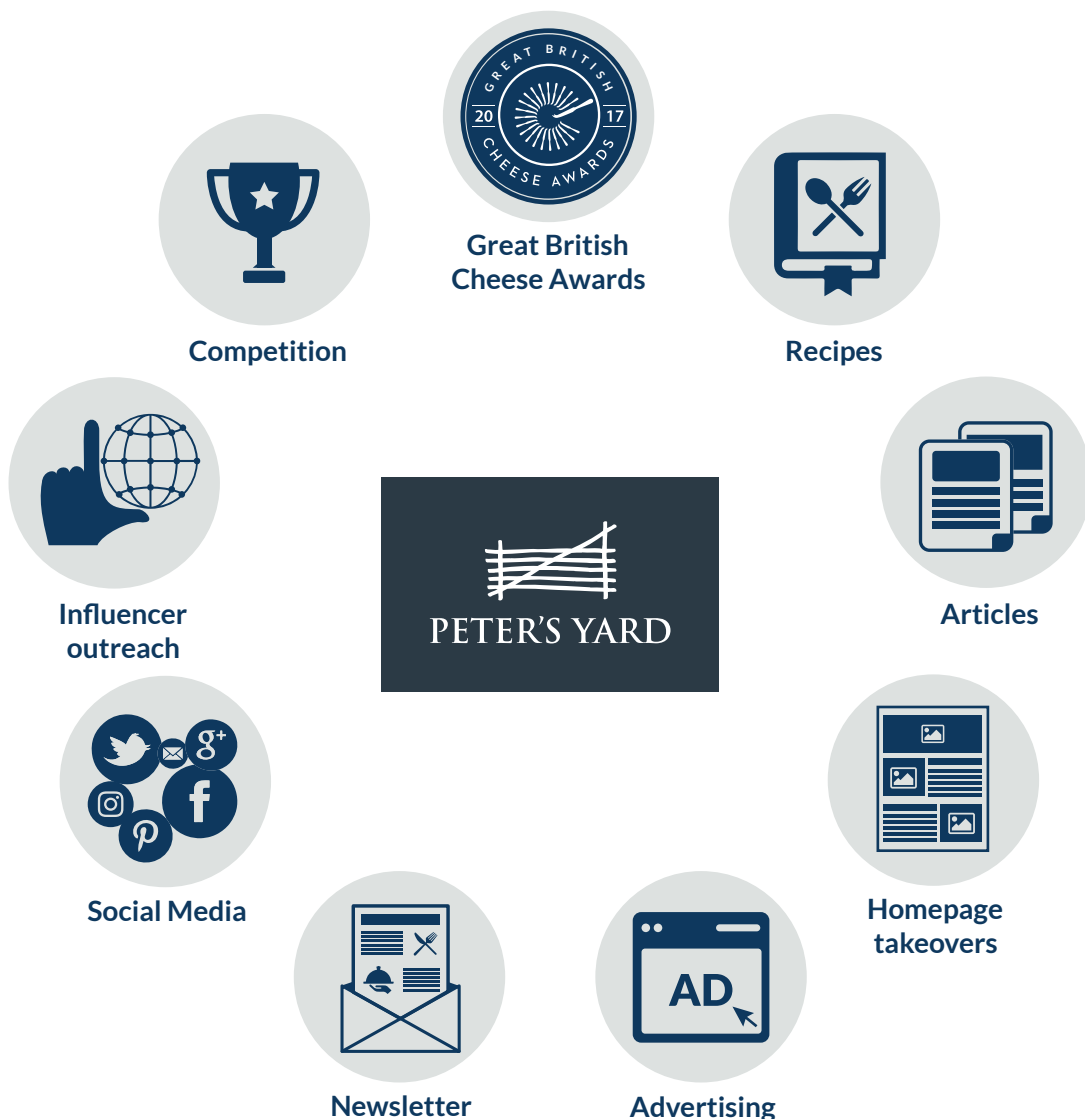 GREAT BRITISH
20 17
CHEESE AWARDS
Great British
Cheese Awards
Competition
Recipes
Influencer
outreach
PETER'S YARD
Articles
g+
f
Social Media
Homepage
takeovers
AD
Newsletter
Advertising